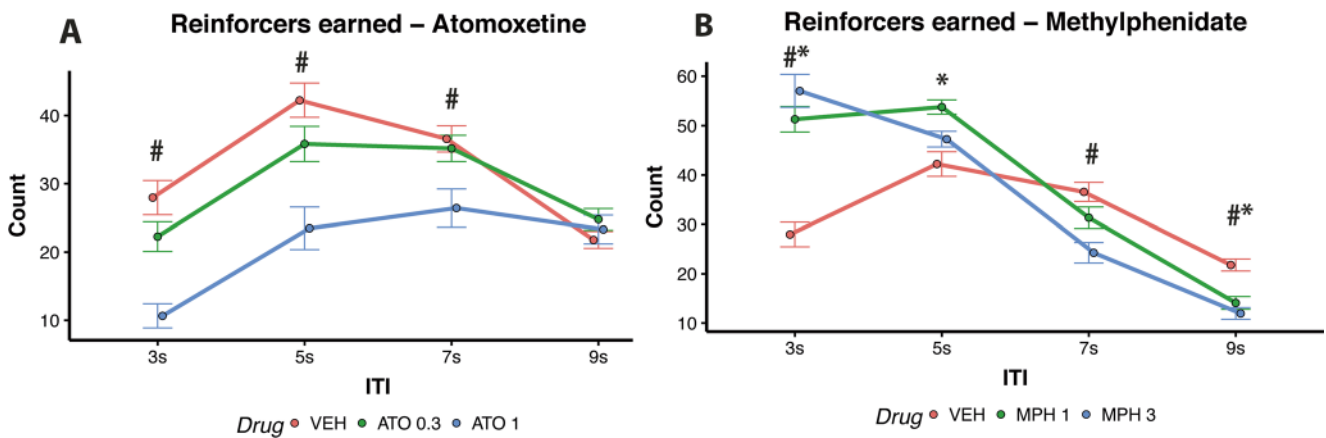 A
Reinforcers earned – Atomoxetine
#
#
#
Count
40
30
20
10
3s
5s
7s
9s
ITI
Drug VEH ATO 0.3 ATO 1
B
Reinforcers earned – Methylphenidate
#*
*
#
#*
Count
60
50
40
30
20
10
3s
5s
7s
9s
ITI
Drug VEH MPH 1 MPH 3